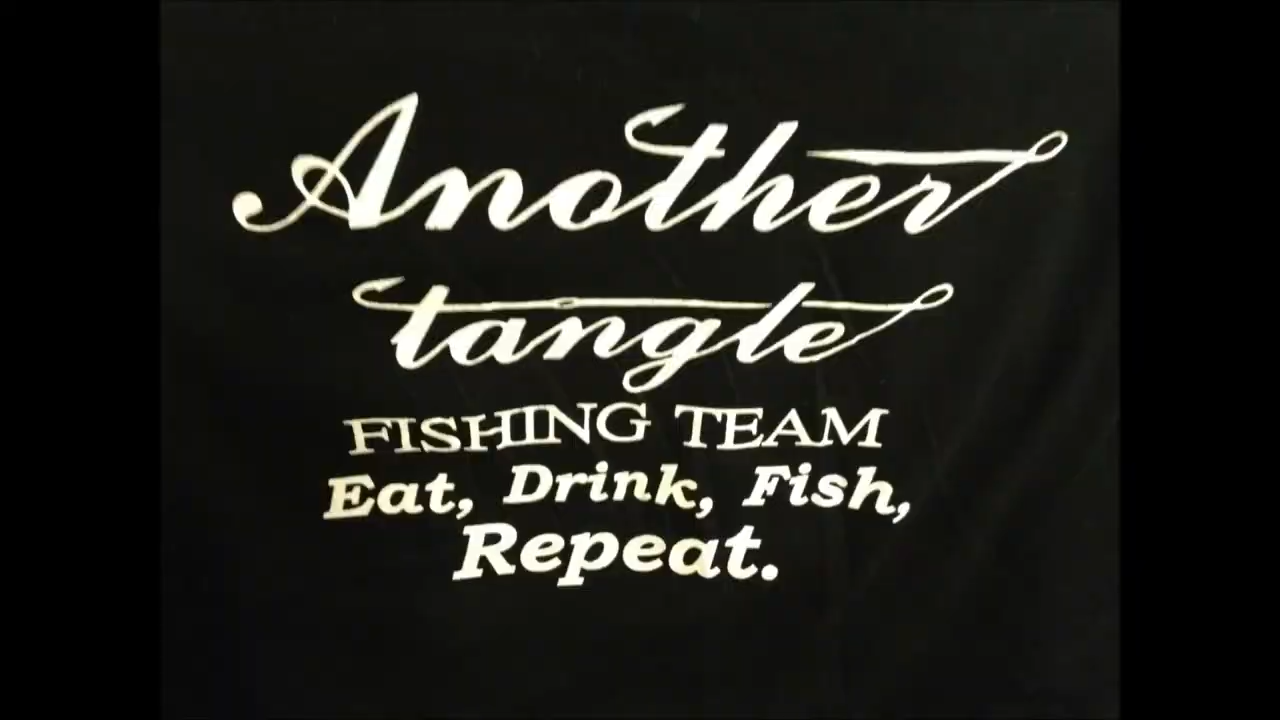 Another
tangle
FISHING TEAM
Eat, Drink, Fish,
Repeat.